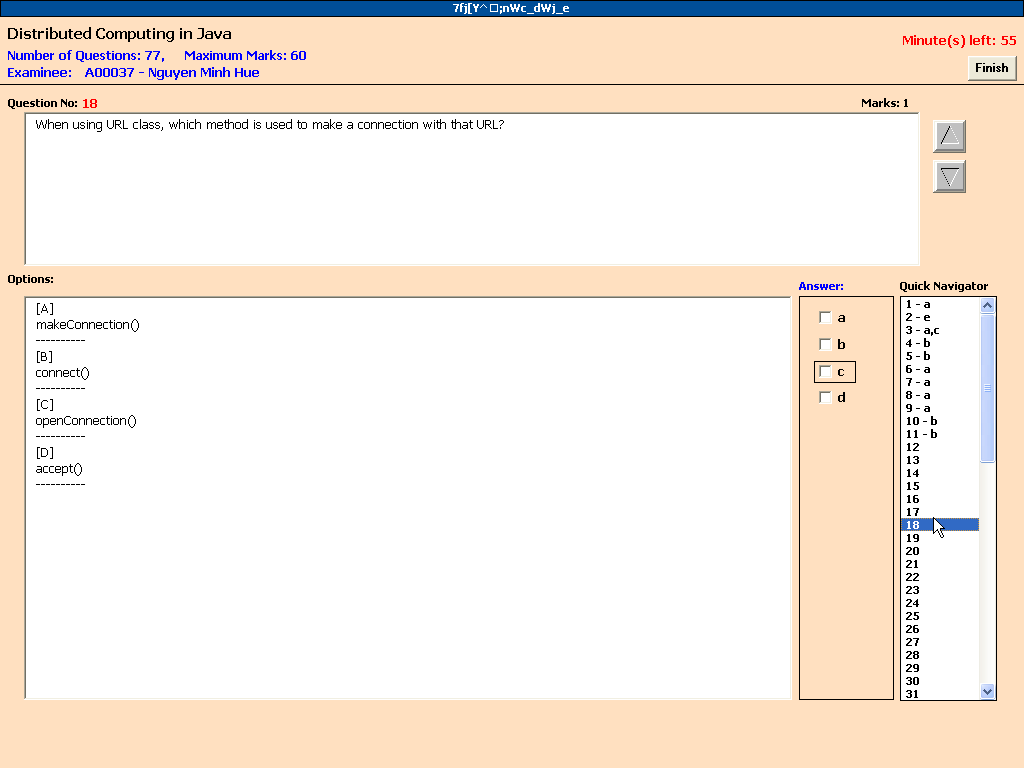 7fj[Y^ □;nWc_dWj_e
Distributed Computing in Java
Number of Questions: 77, Maximum Marks: 60
Minute(s) left: 55
Examinee: A00037 - Nguyen Minh Hue
Finish
Question No: 18
Marks: 1
When using URL class, which method is used to make a connection with that URL?
Options:
[A]
makeConnection()
----------
[B]
connect()
----------
[C]
openConnection()
----------
[D]
accept()
----------
Answer:
a
b
c
d
Quick Navigator
1 - a
2 - e
3 - a,c
4 - b
5 - b
6 - a
7 - a
8 - a
9 - a
10 - b
11 - b
12
13
14
15
16
17
18
19
20
21
22
23
24
25
26
27
28
29
30
31